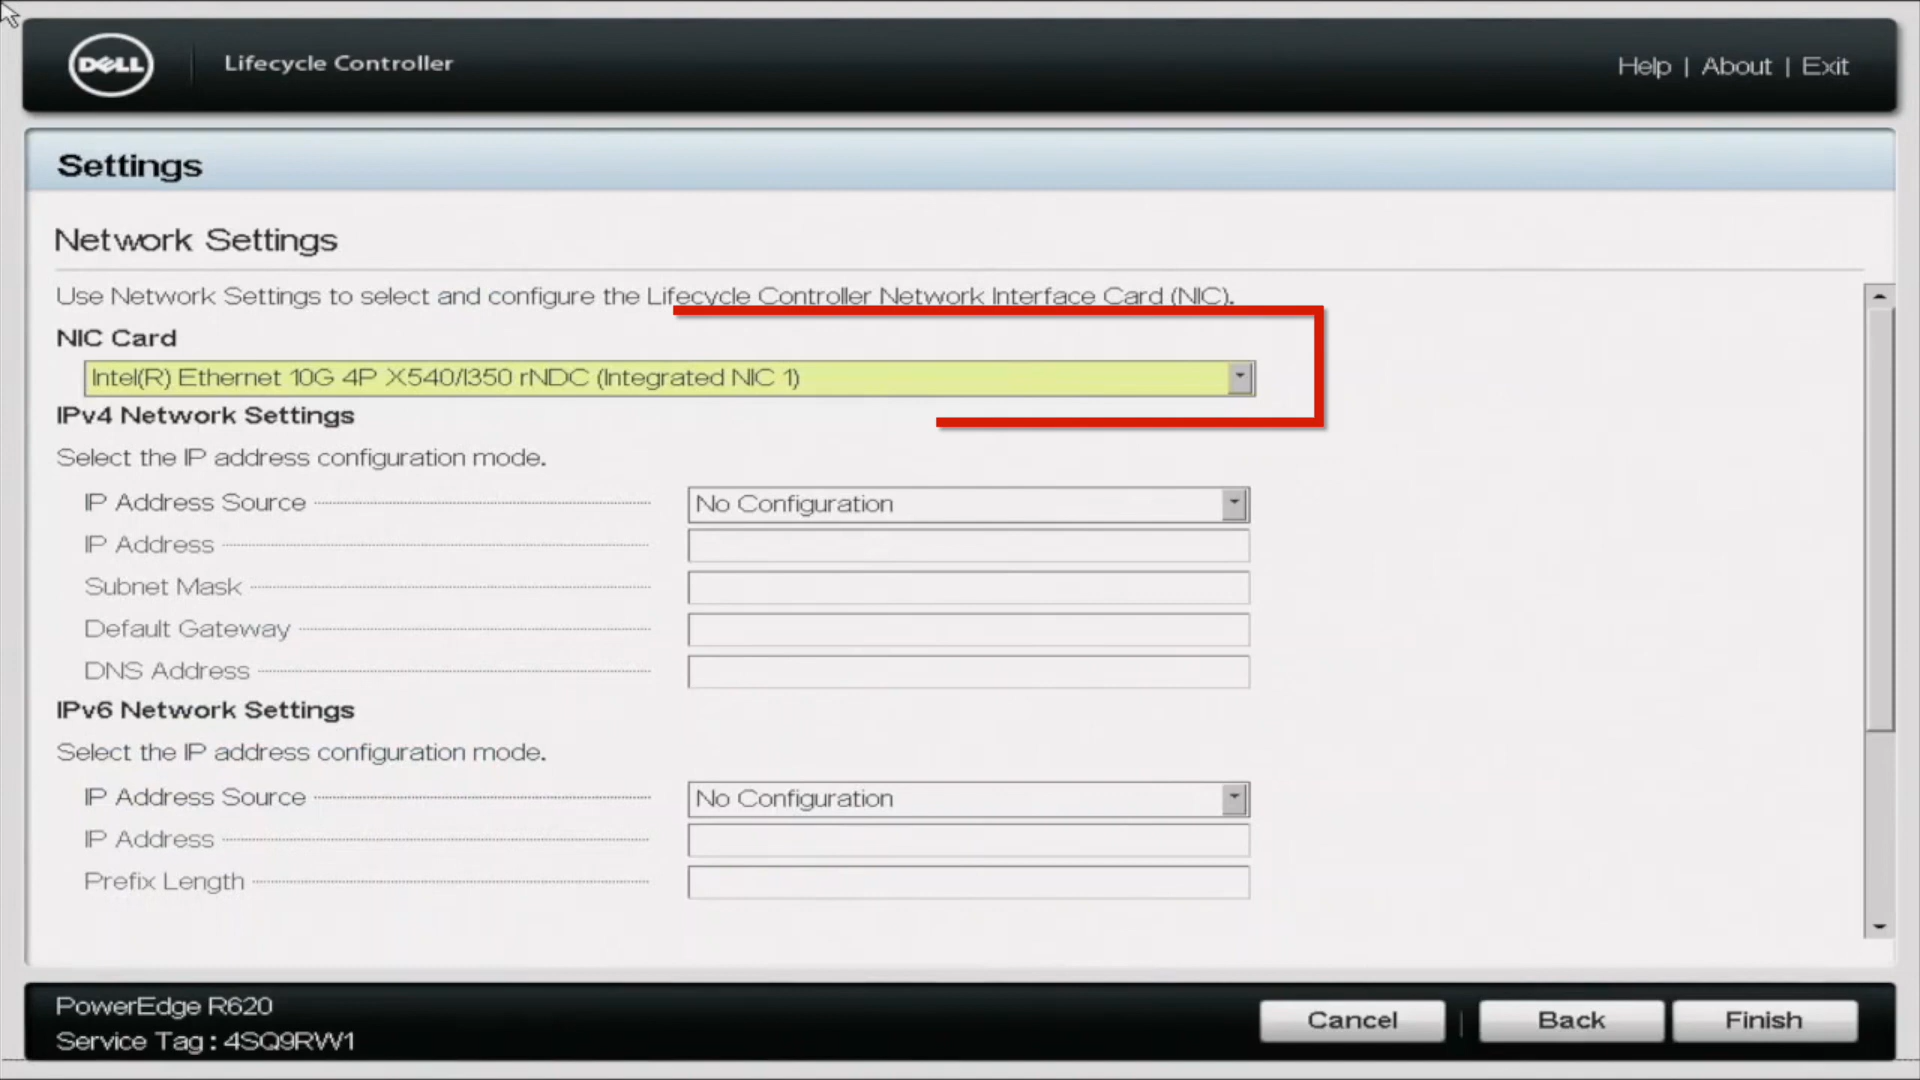 DELL
Lifecycle Controller
Help | About | Exit
Settings
Network Settings
Use Network Settings to select and configure the Lifecycle Controller Network Interface Card (NIC).
NIC Card
Intel(R) Ethernet 10G 4P X540/I350 rNDC (Integrated NIC 1)
IPv4 Network Settings
Select the IP address configuration mode.
IP Address Source No Configuration
IP Address
Subnet Mask
Default Gateway
DNS Address
IPv6 Network Settings
Select the IP address configuration mode.
IP Address Source No Configuration
IP Address
Prefix Length
PowerEdge R620
Service Tag : 4SQ9RW1
Cancel | Back Finish